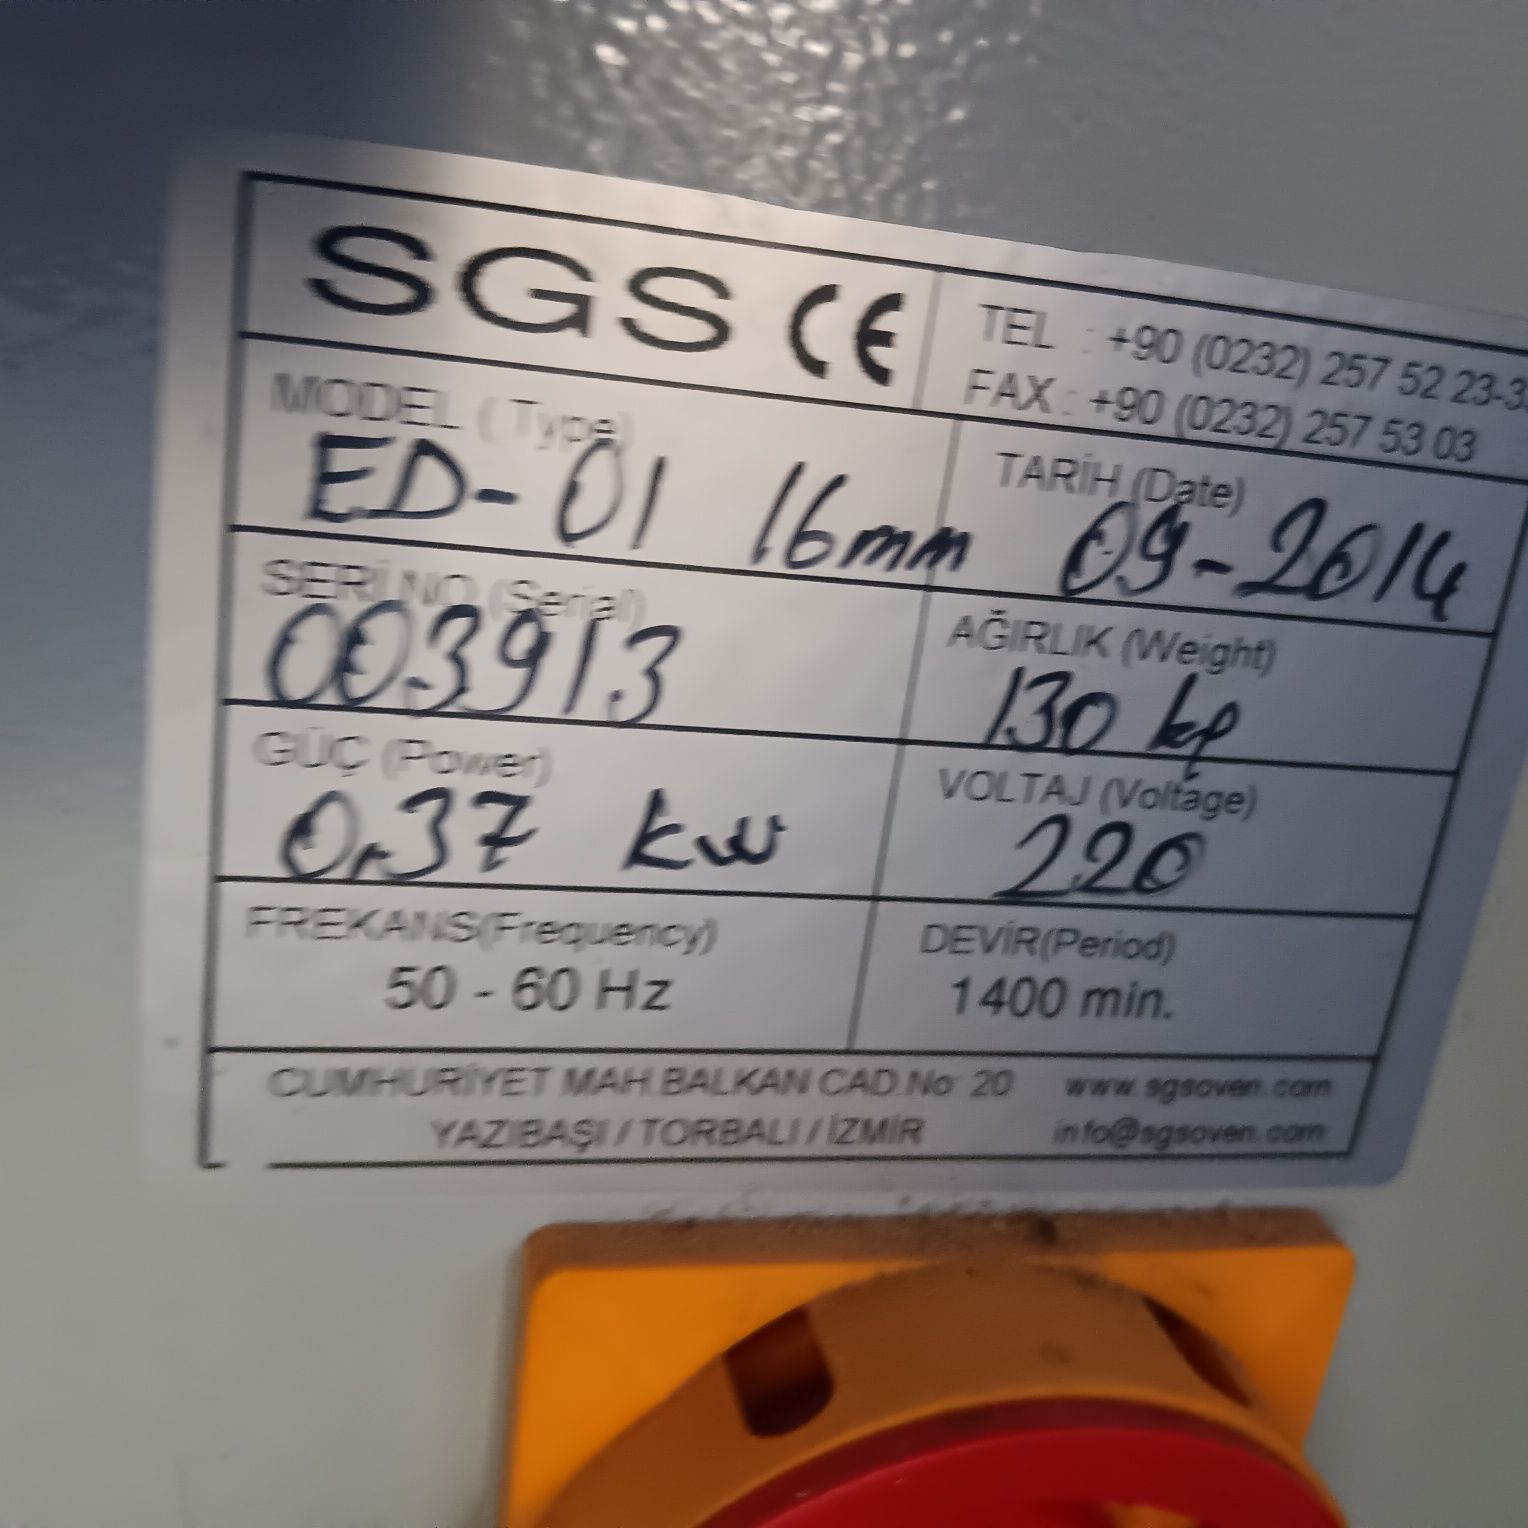 SGS CE
TEL : +90 (0232) 257 52 23-3
FAX : +90 (0232) 257 53 03
MODEL (Type)
ED-01 16mm
TARİH (Date)
09-2014
SERİ NO (Serial)
003913
AĞIRLIK (Weight)
130 kg
GÜÇ (Power)
0.37 kw
VOLTAJ (Voltage)
220
FREKANS(Frequency)
50 - 60 Hz
DEVİR(Period)
1400 min.
CUMHURİYET MAH.BALKAN CAD.No: 20 www.sgsoven.com
YAZIBAŞI / TORBALI / İZMİR info@sgsoven.com